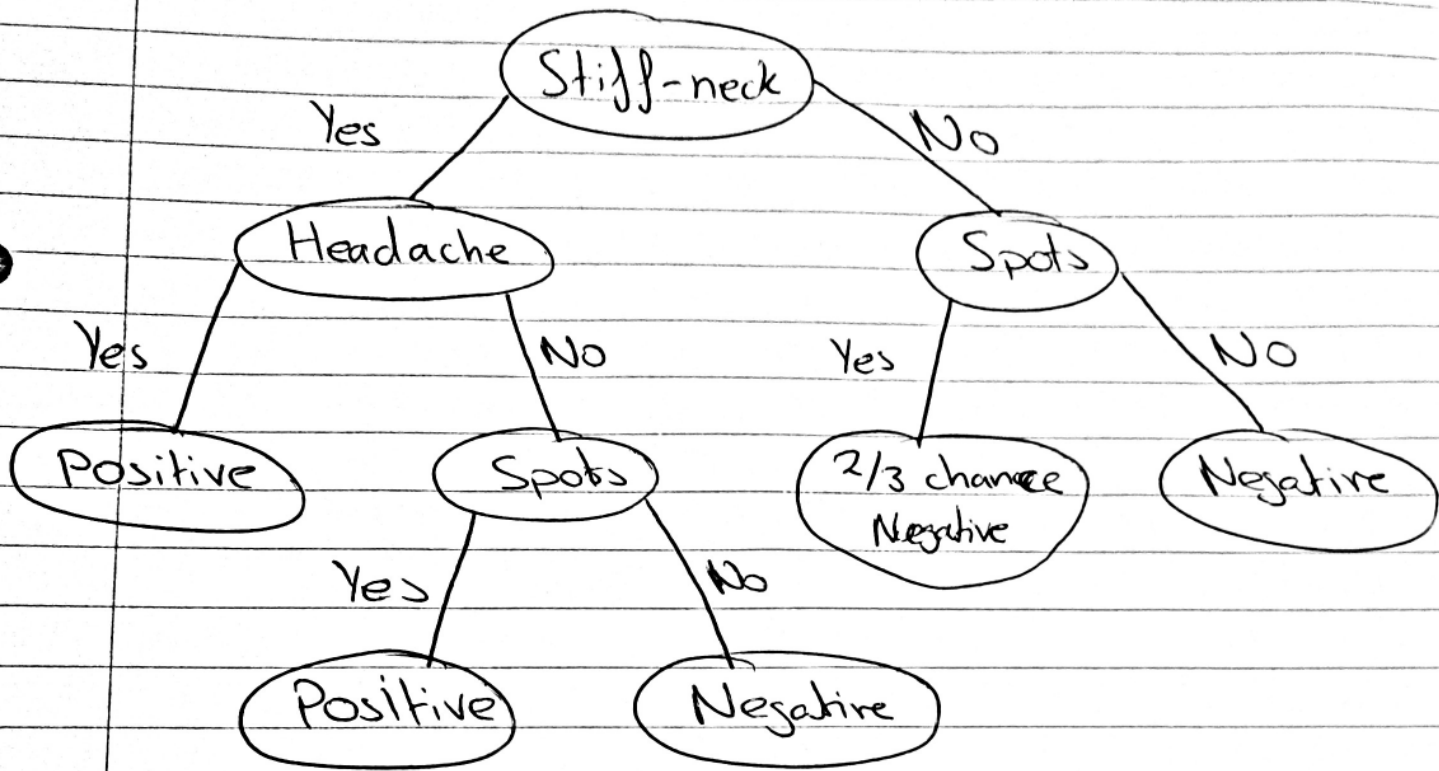 Stiff-neck
Yes
No
Headache
Spots
Yes
No
Yes
No
Positive
Spots
2/3 chance
Negative
Negative
Yes
No
Positive
Negative